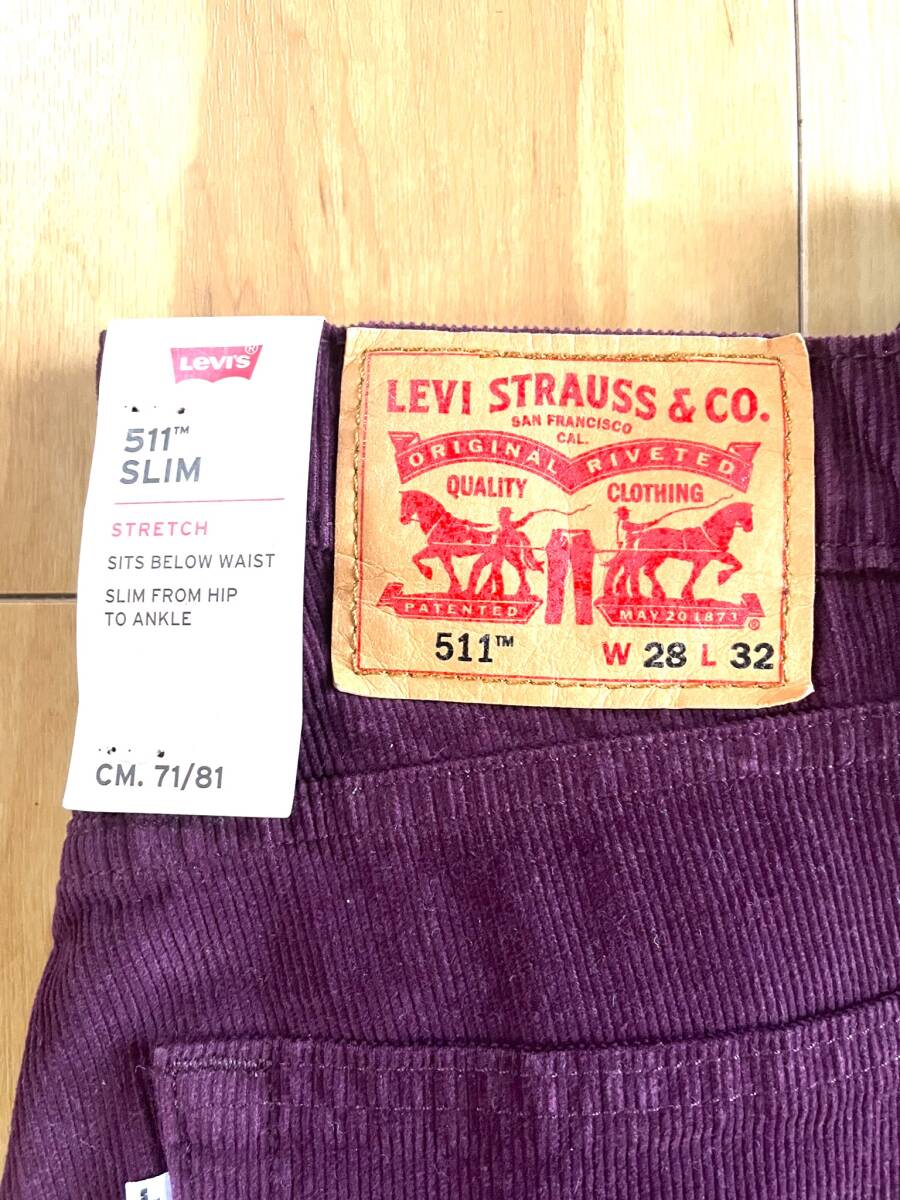 LEVI'S®
511™
SLIM
STRETCH
SITS BELOW WAIST
SLIM FROM HIP
TO ANKLE
CM. 71/81
LEVI STRAUSS & CO.
SAN FRANCISCO
CAL.
ORIGINAL RIVETED
QUALITY CLOTHING
PATENTED MAY 20 1873 ®
511™ W 28 L 32